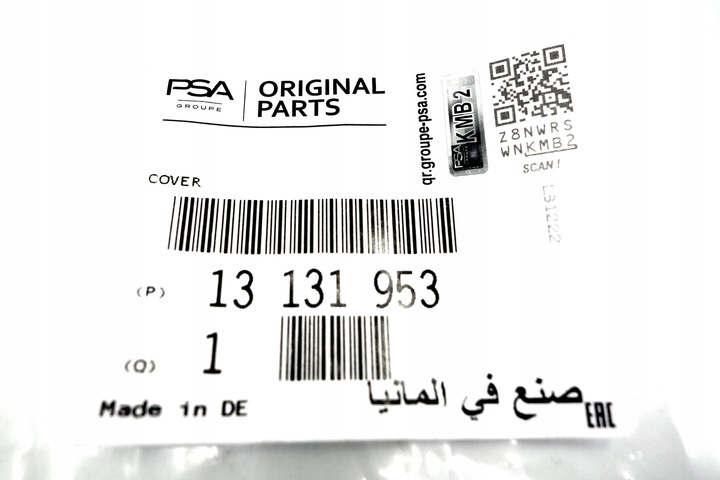 PSA
GROUPE
ORIGINAL
PARTS
qr.groupe-psa.com
PSA
KMB2
Z8NWRS
WNKMB2
SCAN!
L31222
COVER
(P) 13 131 953
(Q) 1
Made in DE
صنع في المانيا
EAC